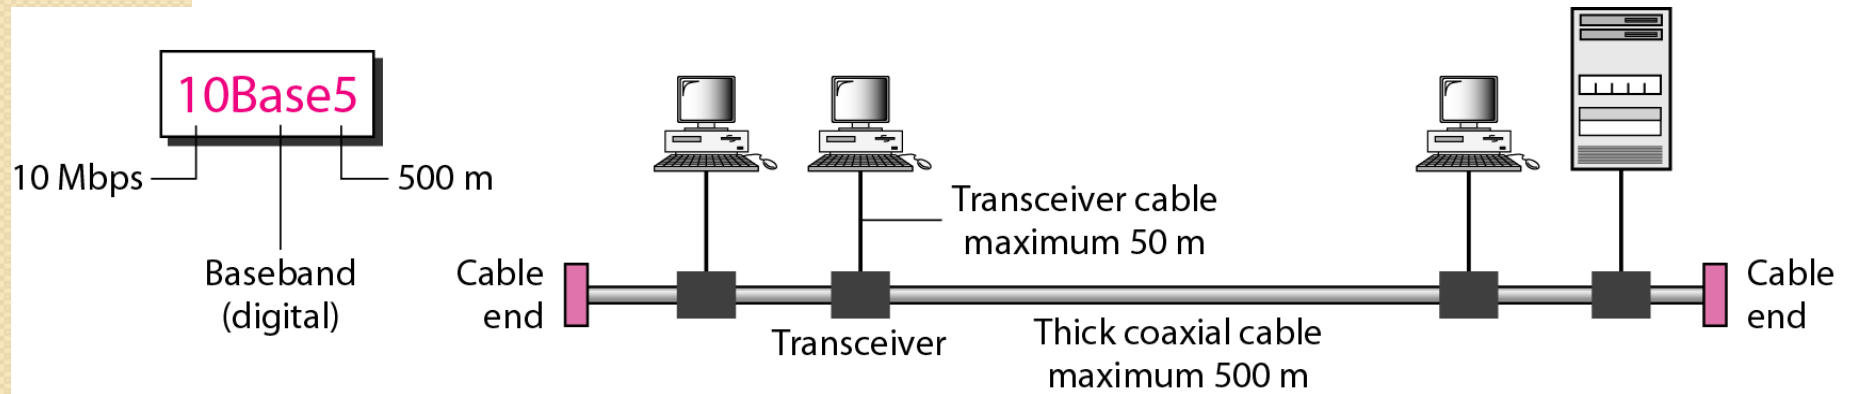 10Base5
10 Mbps
500 m
Baseband
(digital)
Cable
end
Transceiver cable
maximum 50 m
Transceiver
Thick coaxial cable
maximum 500 m
Cable
end